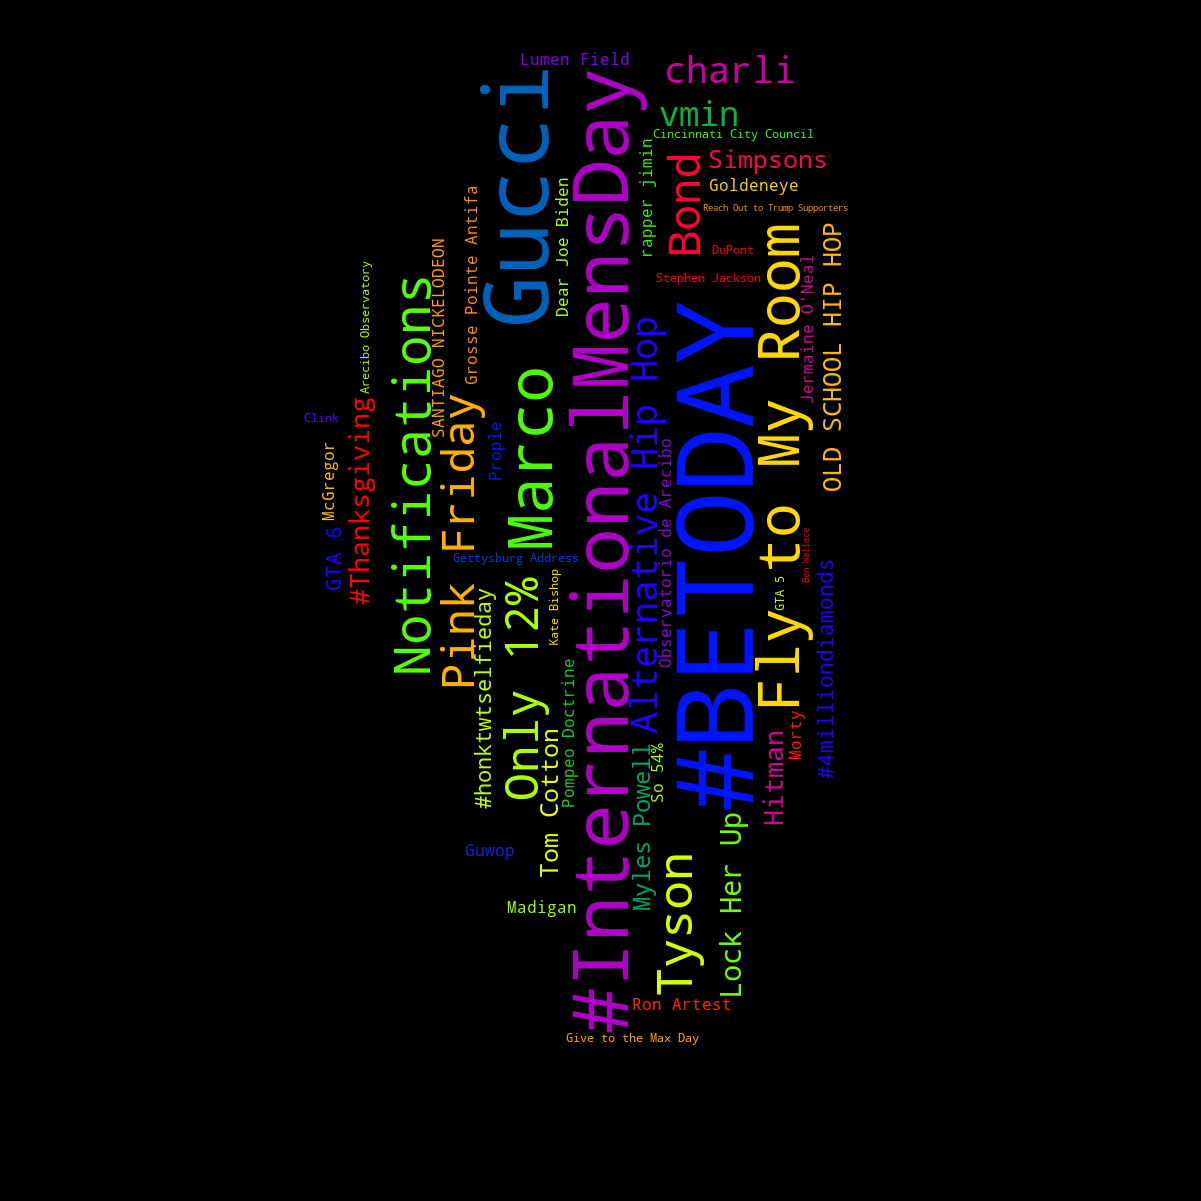 Lumen Field
charli
Gucci
#InternationalMensDay
vmin
Cincinnati City Council
rapper jimin
Bond
Simpsons
Goldeneye
Reach Out to Trump Supporters
Grosse Pointe Antifa
Dear Joe Biden
DuPont
Stephen Jackson
Fly to My Room
OLD SCHOOL HIP HOP
Jermaine O'Neal
SANTIAGO NICKELODEON
Arecibo Observatory
Notifications
#BETODAY
Alternative Hip Hop
Marco
Pink Friday
#Thanksgiving
Clink
Prople
McGregor
Observatorio de Arecibo
GTA 6
Ben Wallace
Gettysburg Address
Kate Bishop
GTA 5
#4milliondiamonds
Only 12%
#honktwtselfieday
Pompeo Doctrine
Morty
Tom Cotton
Hitman
Myles Powell
So 54%
Lock Her Up
Guwop
Tyson
Madigan
Ron Artest
Give to the Max Day